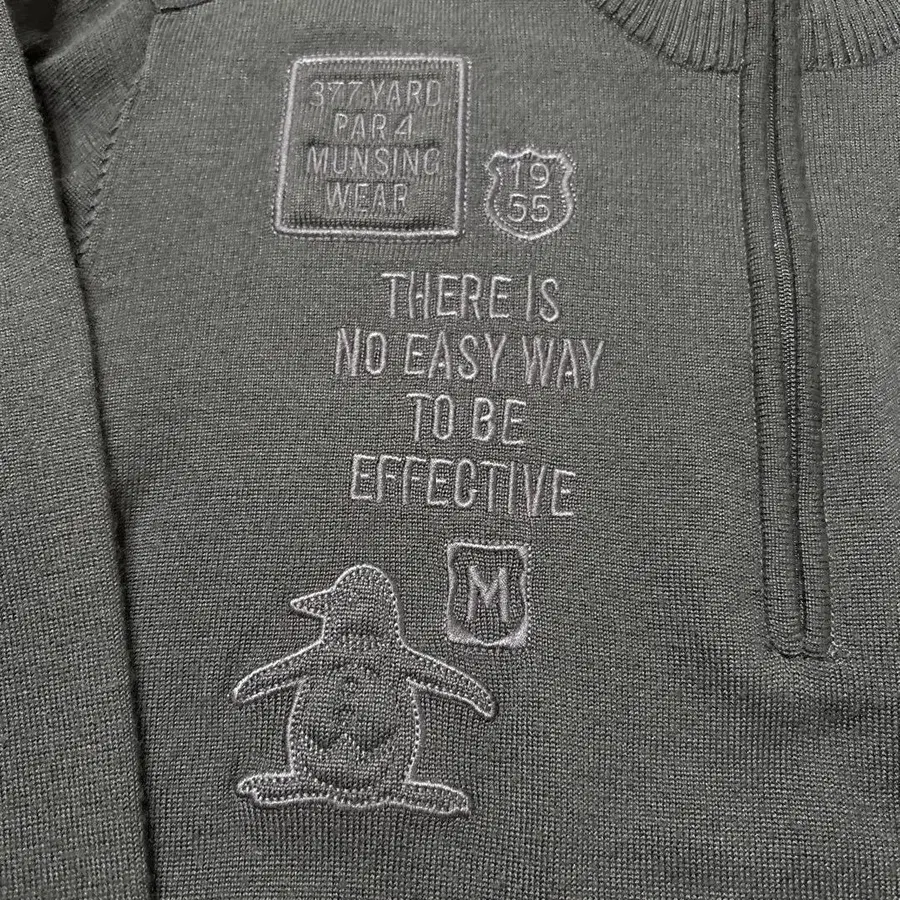 377 YARD
PAR 4
MUNSING
WEAR
19
55
THERE IS
NO EASY WAY
TO BE
EFFECTIVE
M